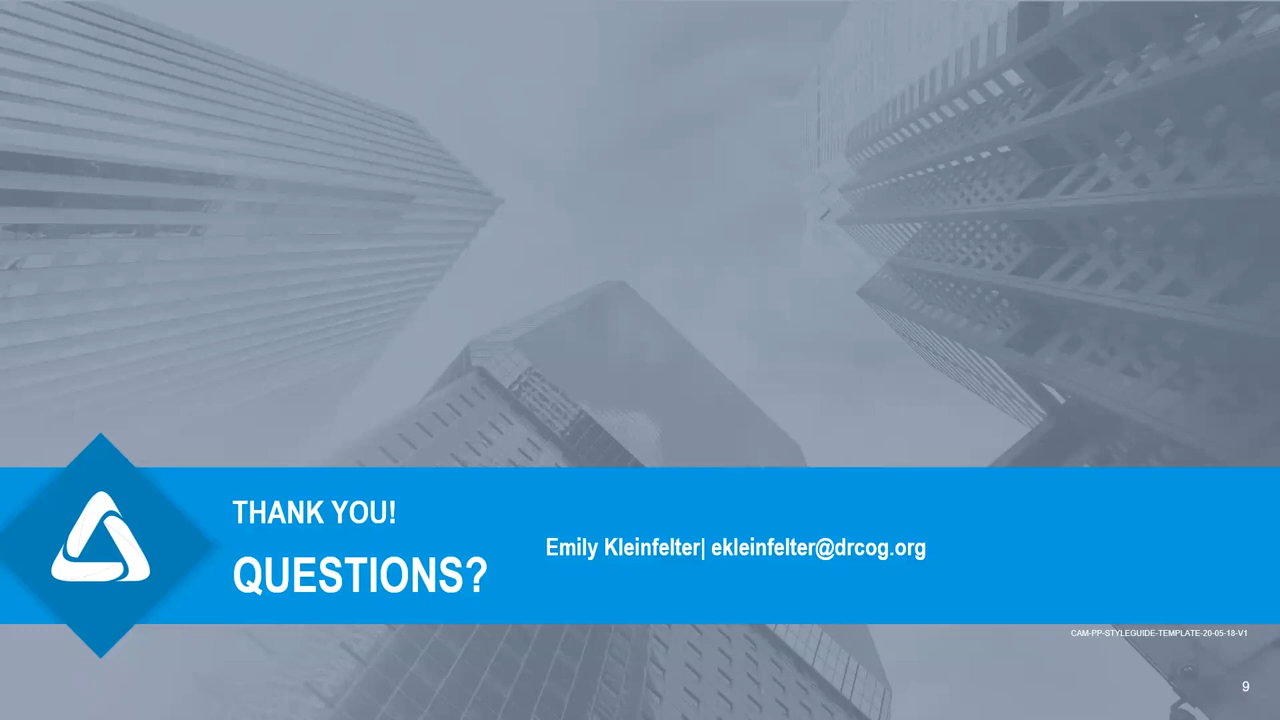 THANK YOU!
QUESTIONS?
Emily Kleinfelter| ekleinfelter@drcog.org
CAM-PP-STYLEGUIDE-TEMPLATE-20-05-18-V1
9